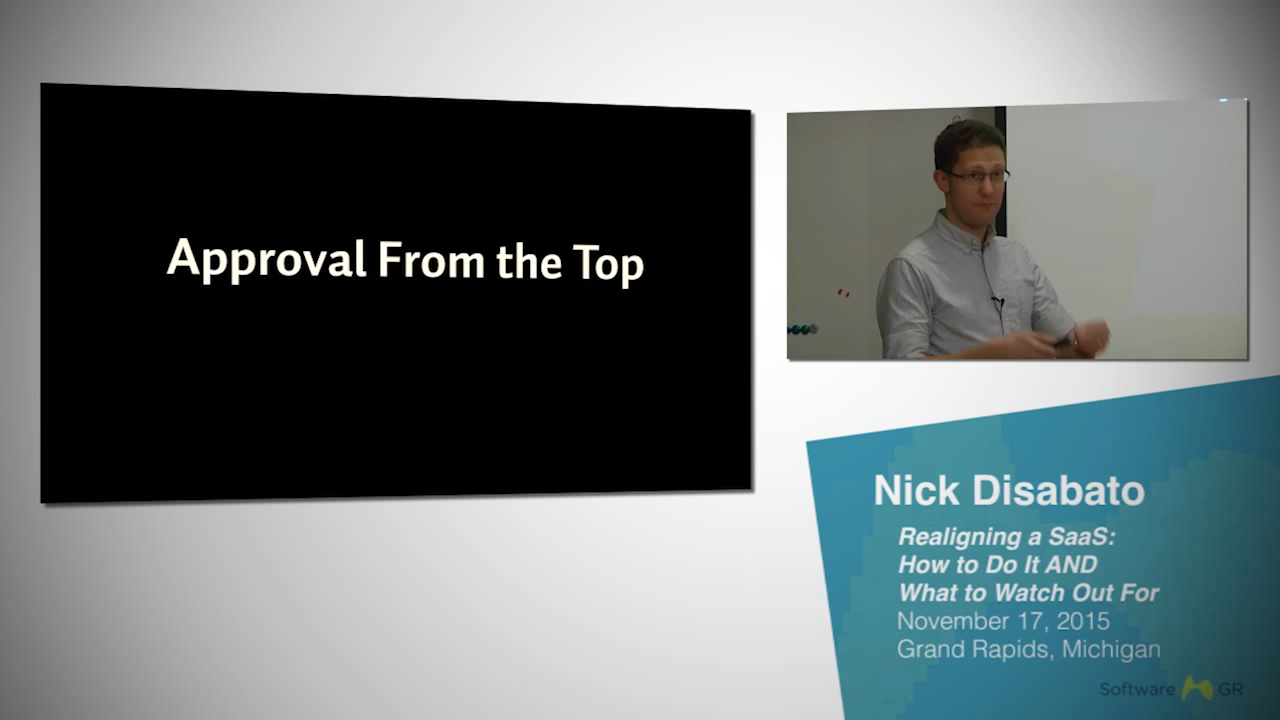 Approval From the Top
Nick Disabato
Realigning a SaaS:
How to Do It AND
What to Watch Out For
November 17, 2015
Grand Rapids, Michigan
Software GR